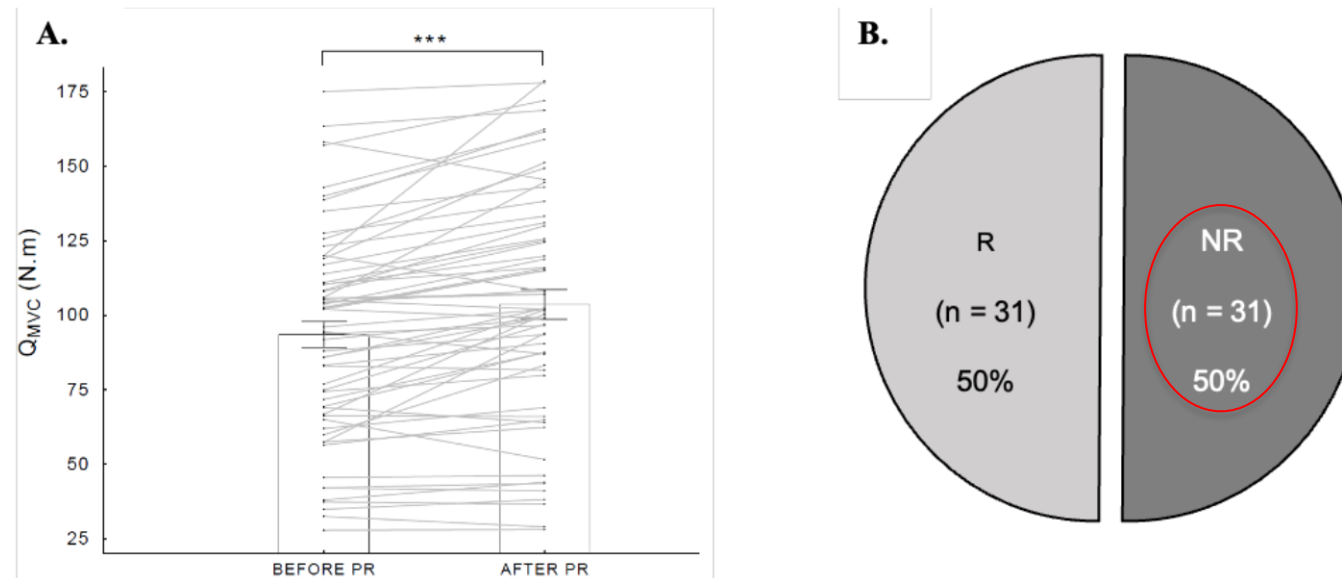 A.
***
175
150
125
100
75
50
25
QMVC (N.m)
BEFORE PR
AFTER PR
B.
R
(n = 31)
50%
NR
(n = 31)
50%